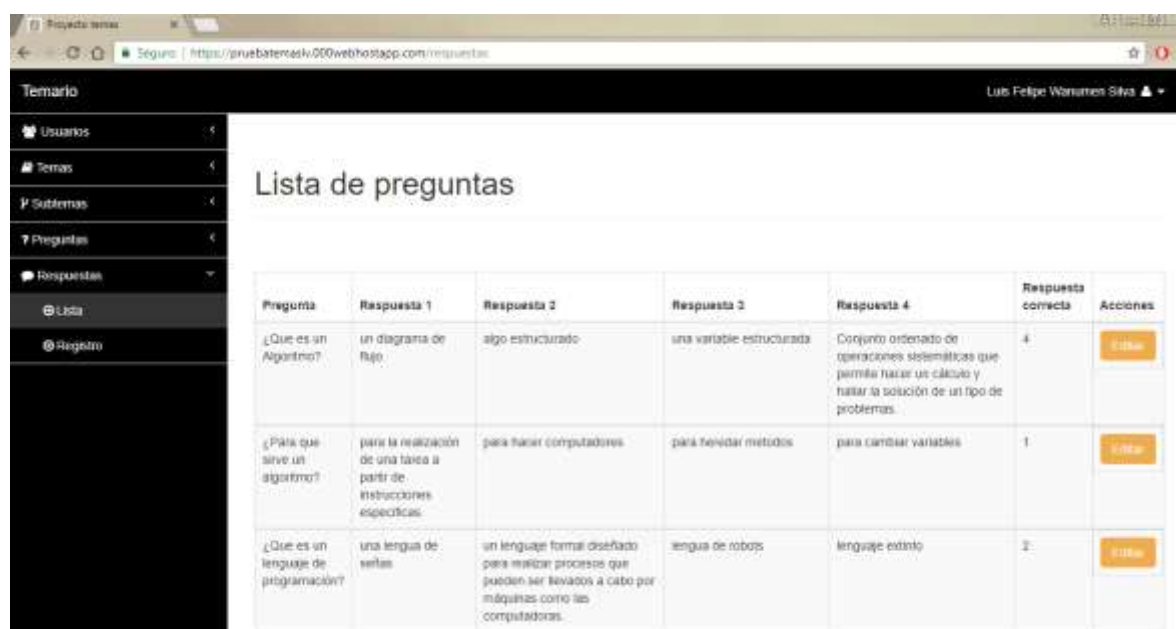 Proyecto temas
Seguro | https://pruebatemaslv.000webhostapp.com/respuestas
Temario
Luis Felipe Wanumen Silva
Usuarios
Temas
Subtemas
? Preguntas
Respuestas
Lista
Registro
Lista de preguntas
Pregunta Respuesta 1 Respuesta 2 Respuesta 3 Respuesta 4 Respuesta correcta Acciones
¿Que es un un diagrama de algo estructurado una variable estructurada Conjunto ordenado de 4 Editar
Algoritmo? flujo operaciones sistemáticas que
permite hacer un cálculo y
hallar la solución de un tipo de
problemas.
¿Para que para la realización para hacer computadores para heredar metodos para cambiar variables 1 Editar
sirve un de una tarea a
algoritmo? partir de
instrucciones
especificas.
¿Que es un una lengua de un lenguaje formal diseñado lengua de robots lenguaje extinto 2 Editar
lenguaje de señas para realizar procesos que
programación? pueden ser llevados a cabo por
máquinas como las
computadoras.